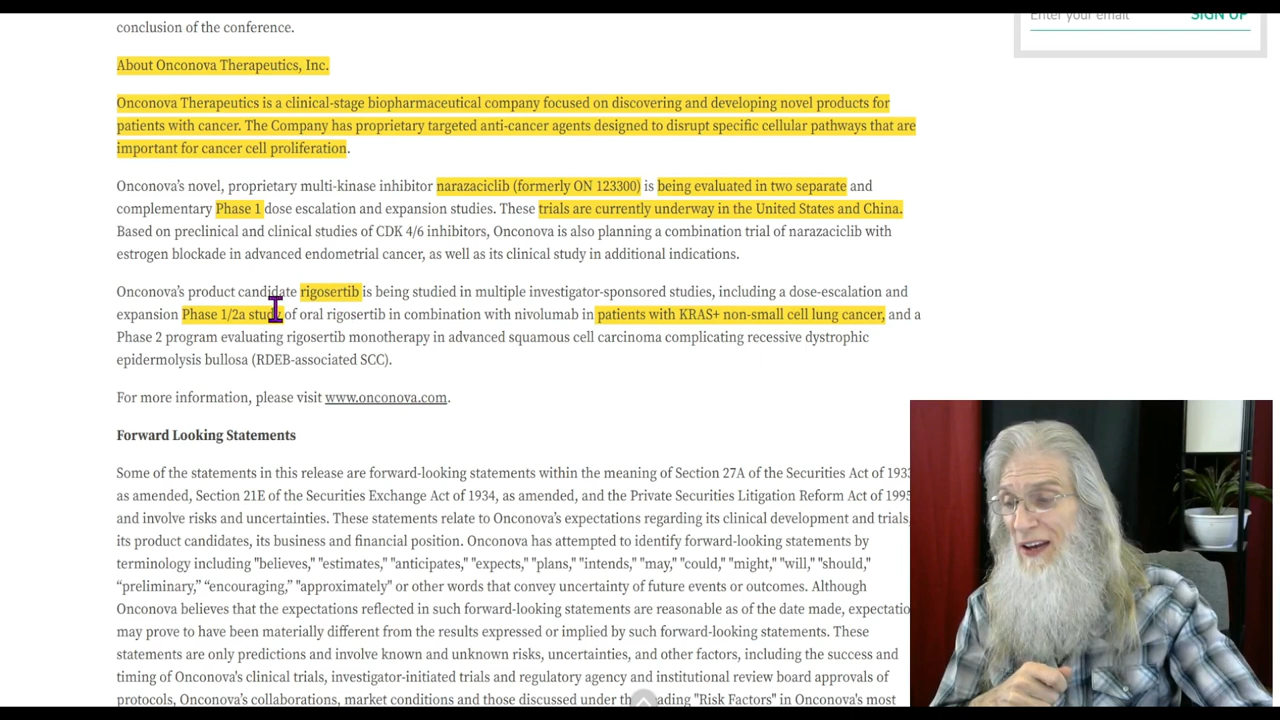 Enter your email SIGN UP
conclusion of the conference.
About Onconova Therapeutics, Inc.
Onconova Therapeutics is a clinical-stage biopharmaceutical company focused on discovering and developing novel products for
patients with cancer. The Company has proprietary targeted anti-cancer agents designed to disrupt specific cellular pathways that are
important for cancer cell proliferation.
Onconova’s novel, proprietary multi-kinase inhibitor narazaciclib (formerly ON 123300) is being evaluated in two separate and
complementary Phase 1 dose escalation and expansion studies. These trials are currently underway in the United States and China.
Based on preclinical and clinical studies of CDK 4/6 inhibitors, Onconova is also planning a combination trial of narazaciclib with
estrogen blockade in advanced endometrial cancer, as well as its clinical study in additional indications.
Onconova’s product candidate rigosertib is being studied in multiple investigator-sponsored studies, including a dose-escalation and
expansion Phase 1/2a study of oral rigosertib in combination with nivolumab in patients with KRAS+ non-small cell lung cancer, and a
Phase 2 program evaluating rigosertib monotherapy in advanced squamous cell carcinoma complicating recessive dystrophic
epidermolysis bullosa (RDEB-associated SCC).
For more information, please visit www.onconova.com.
Forward Looking Statements
Some of the statements in this release are forward-looking statements within the meaning of Section 27A of the Securities Act of 1933
as amended, Section 21E of the Securities Exchange Act of 1934, as amended, and the Private Securities Litigation Reform Act of 1995
and involve risks and uncertainties. These statements relate to Onconova’s expectations regarding its clinical development and trials,
its product candidates, its business and financial position. Onconova has attempted to identify forward-looking statements by
terminology including "believes," "estimates," "anticipates," "expects," "plans," "intends," "may," "could," "might," "will," "should,"
“preliminary,” “encouraging,” "approximately" or other words that convey uncertainty of future events or outcomes. Although
Onconova believes that the expectations reflected in such forward-looking statements are reasonable as of the date made, expectatio
may prove to have been materially different from the results expressed or implied by such forward-looking statements. These
statements are only predictions and involve known and unknown risks, uncertainties, and other factors, including the success and
timing of Onconova's clinical trials, investigator-initiated trials and regulatory agency and institutional review board approvals of
protocols, Onconova’s collaborations, market conditions and those discussed under the "Risk Factors" in Onconova's most